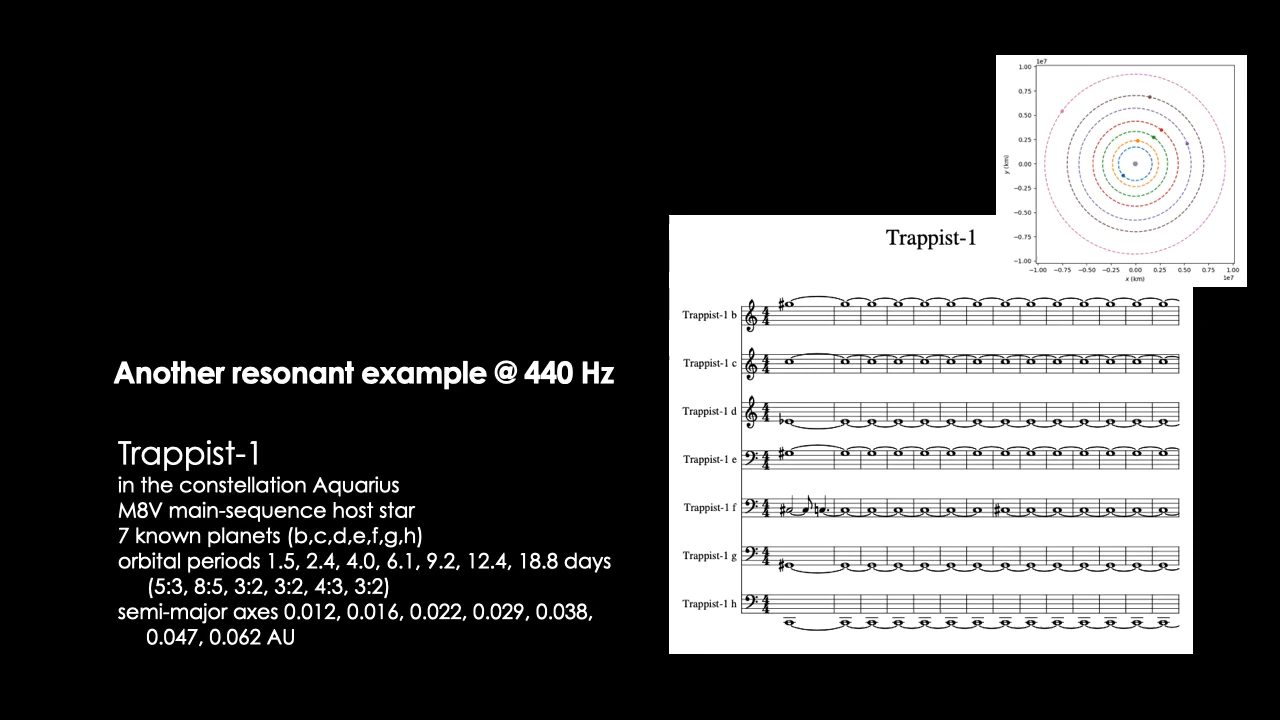 Another resonant example @ 440 Hz
Trappist-1
in the constellation Aquarius
M8V main-sequence host star
7 known planets (b,c,d,e,f,g,h)
orbital periods 1.5, 2.4, 4.0, 6.1, 9.2, 12.4, 18.8 days
(5:3, 8:5, 3:2, 3:2, 4:3, 3:2)
semi-major axes 0.012, 0.016, 0.022, 0.029, 0.038,
0.047, 0.062 AU
Trappist-1
Trappist-1 b
Trappist-1 c
Trappist-1 d
Trappist-1 e
Trappist-1 f
Trappist-1 g
Trappist-1 h
1e7
1.00
0.75
0.50
0.25
0.00
−0.25
−0.50
−0.75
−1.00
y (km)
−1.00 −0.75 −0.50 −0.25 0.00 0.25 0.50 0.75 1.00
x (km)
1e7